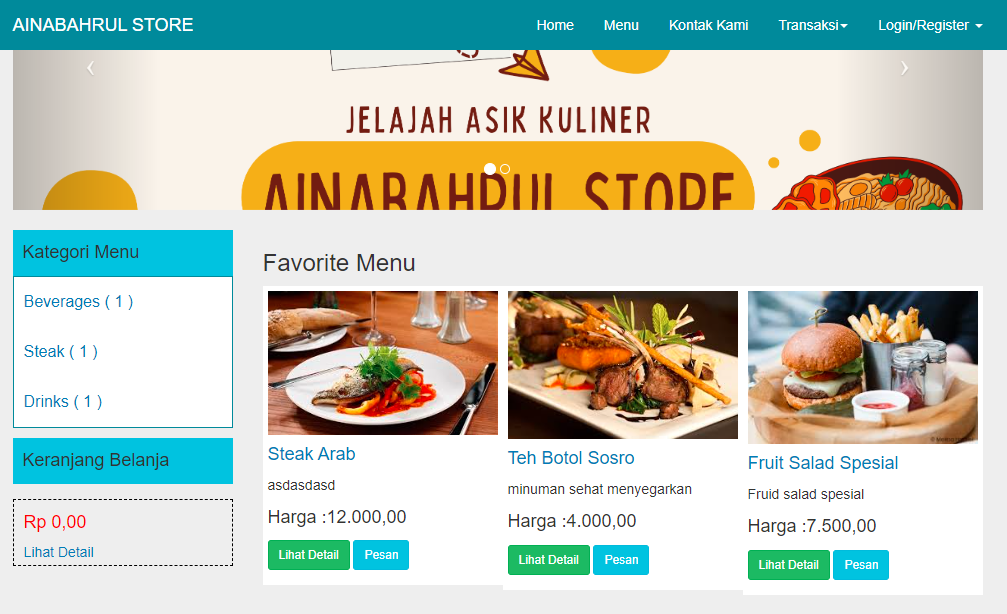 AINABAHRUL STORE
Home Menu Kontak Kami Transaksi Login/Register
JELAJAH ASIK KULINER
AINABAHRUL STORE
Kategori Menu
Beverages ( 1 )
Steak ( 1 )
Drinks ( 1 )
Keranjang Belanja
Rp 0,00
Lihat Detail
Favorite Menu
Steak Arab
asdasdasd
Harga :12.000,00
Lihat Detail Pesan
Teh Botol Sosro
minuman sehat menyegarkan
Harga :4.000,00
Lihat Detail Pesan
Fruit Salad Spesial
Fruid salad spesial
Harga :7.500,00
Lihat Detail Pesan